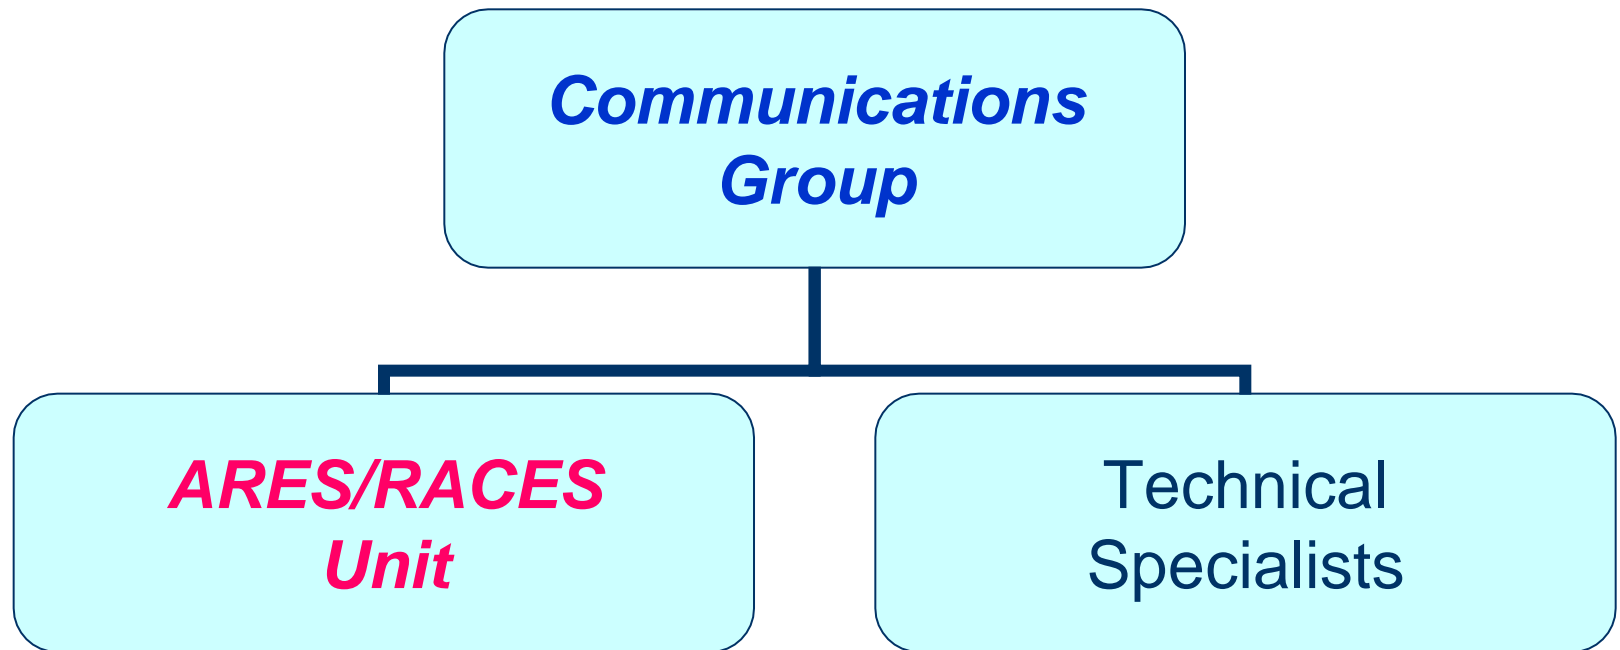 Communications
Group
ARES/RACES
Unit
Technical
Specialists